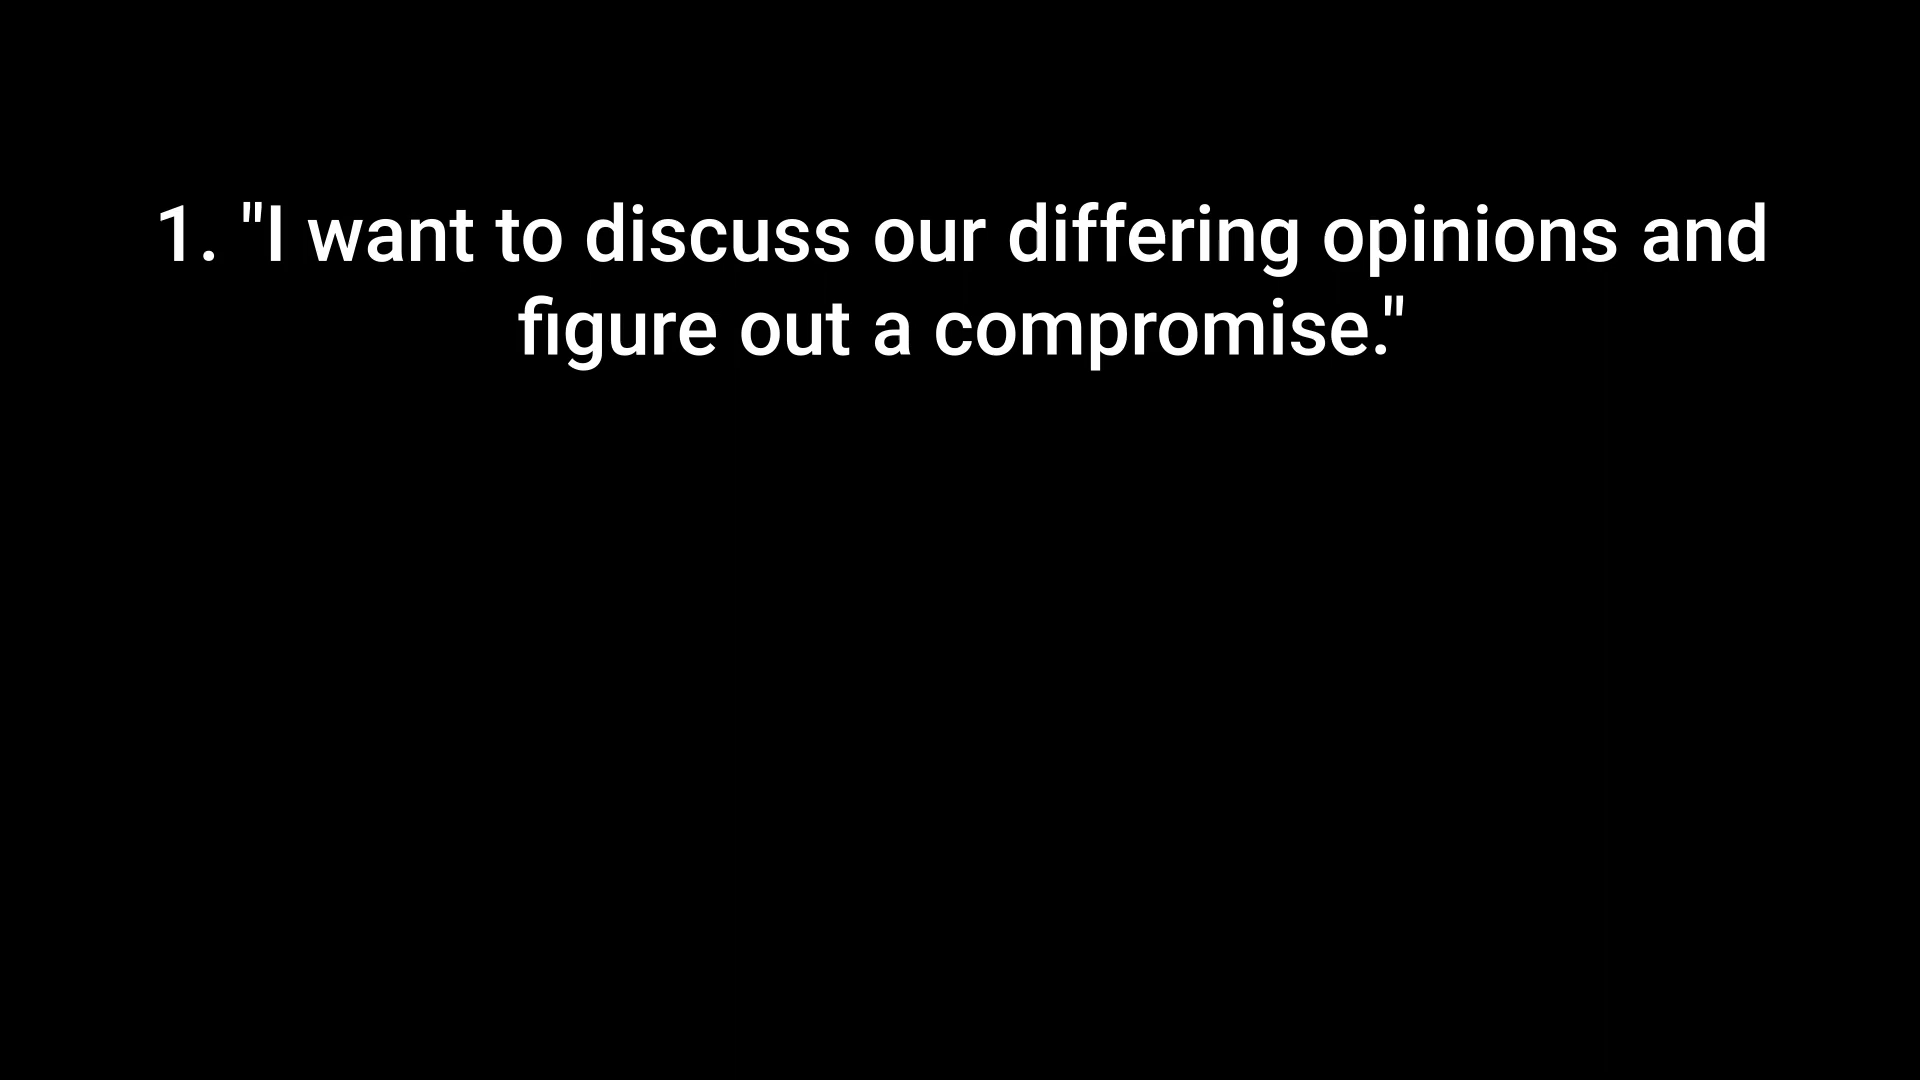 1. "I want to discuss our differing opinions and
figure out a compromise."